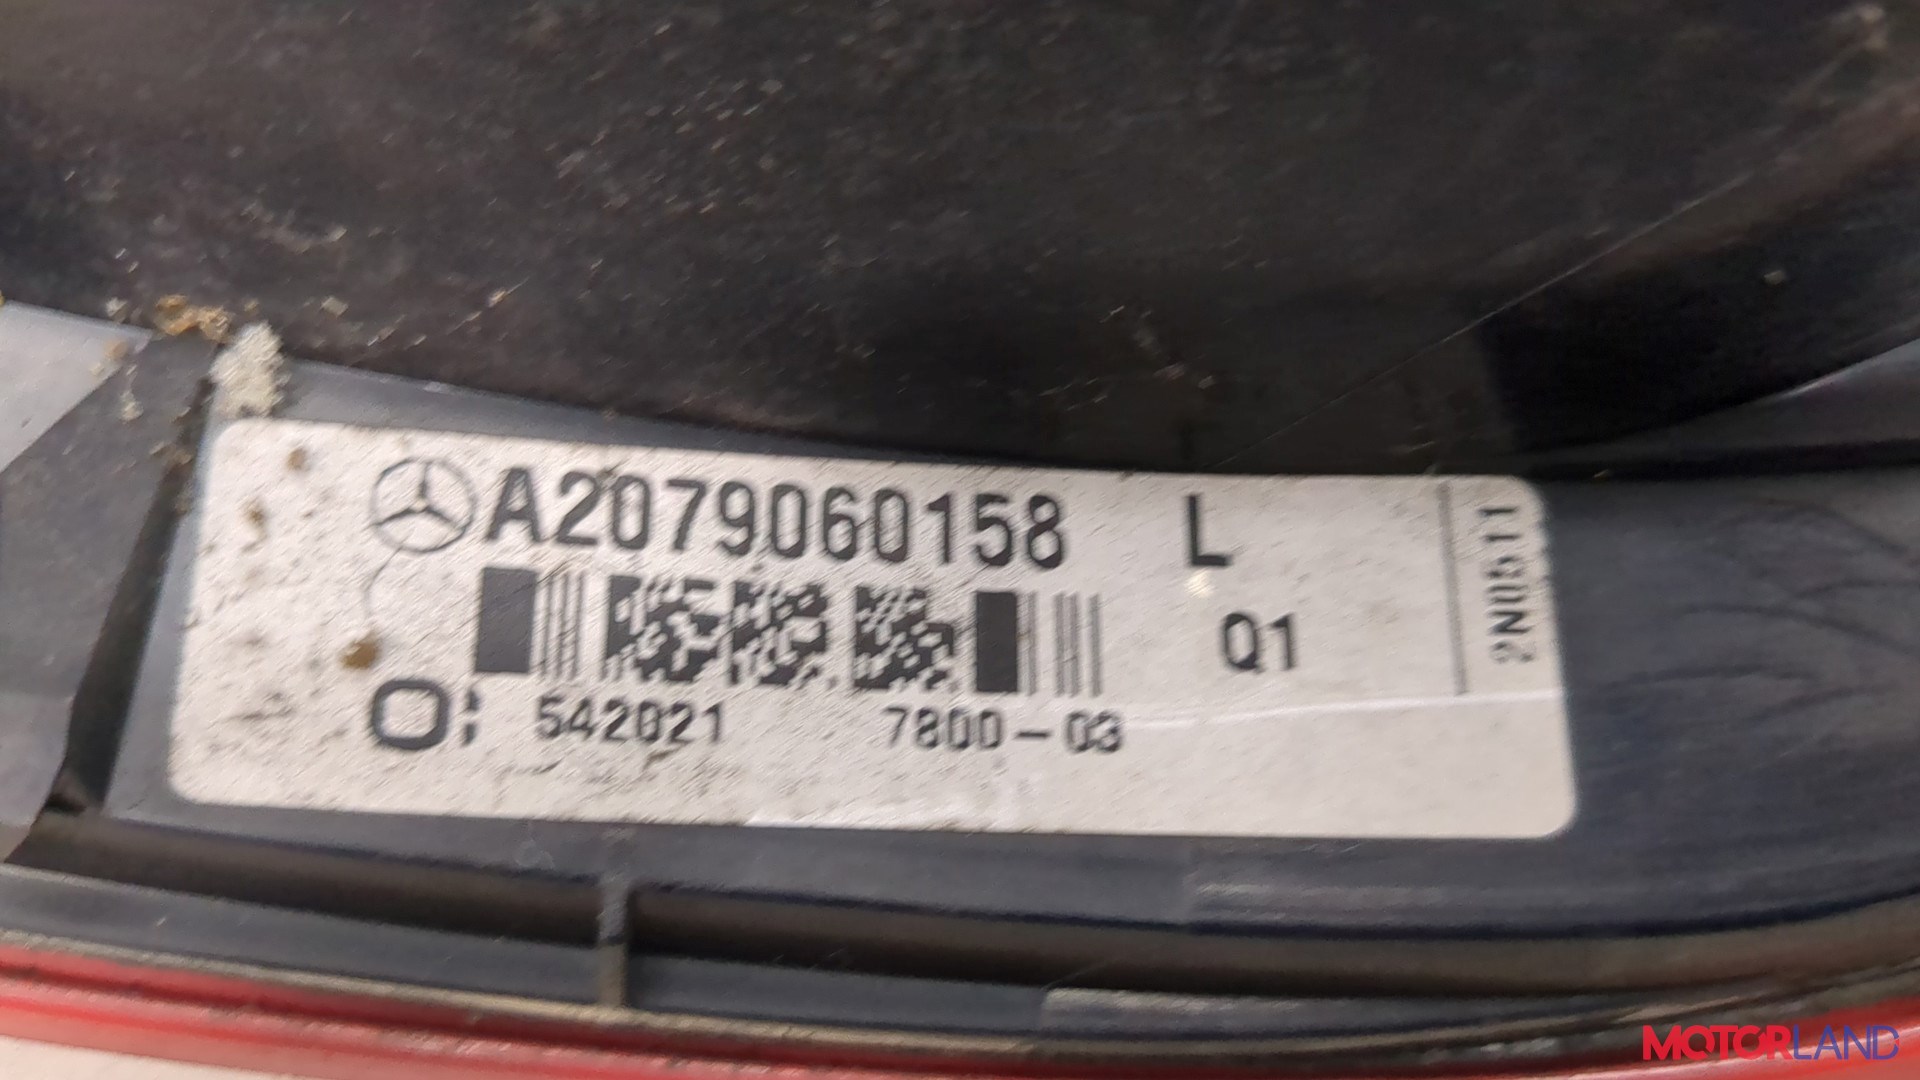 A2079060158 L
Q1
542021 7800-03
2N0511
MOTORLAND